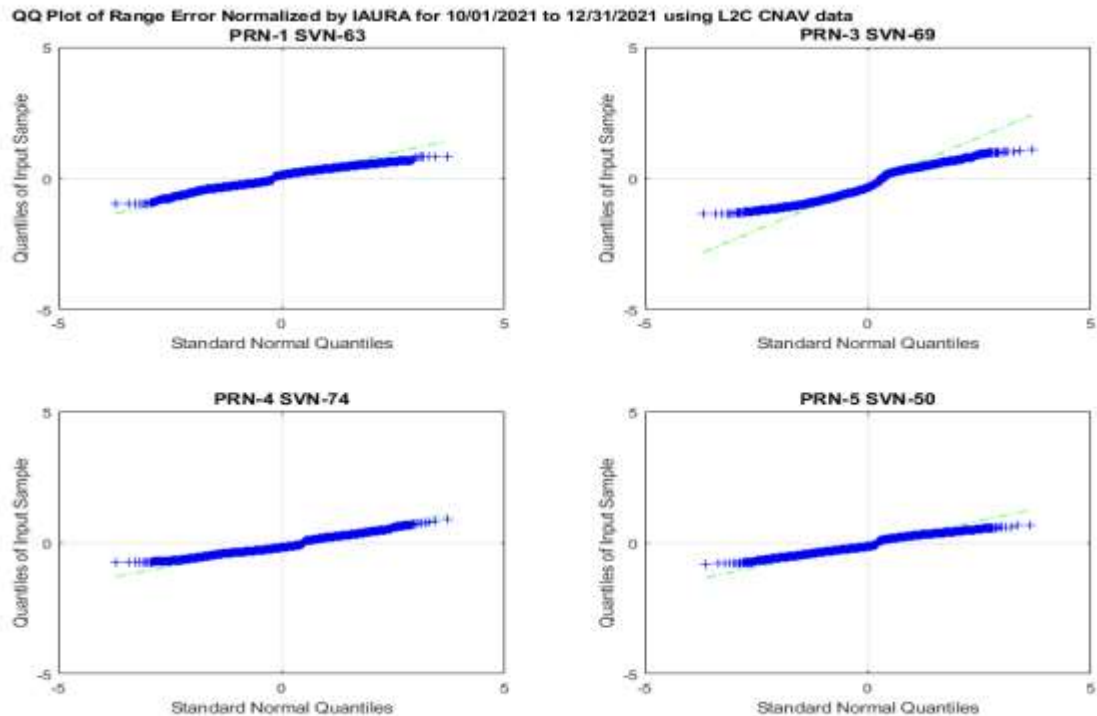 QQ Plot of Range Error Normalized by IAURA for 10/01/2021 to 12/31/2021 using L2C CNAV data
PRN-1 SVN-63
5
0
-5
Quantiles of Input Sample
-5 0 5
Standard Normal Quantiles
PRN-3 SVN-69
5
0
-5
Quantiles of Input Sample
-5 0 5
Standard Normal Quantiles
PRN-4 SVN-74
5
0
-5
Quantiles of Input Sample
-5 0 5
Standard Normal Quantiles
PRN-5 SVN-50
5
0
-5
Quantiles of Input Sample
-5 0 5
Standard Normal Quantiles